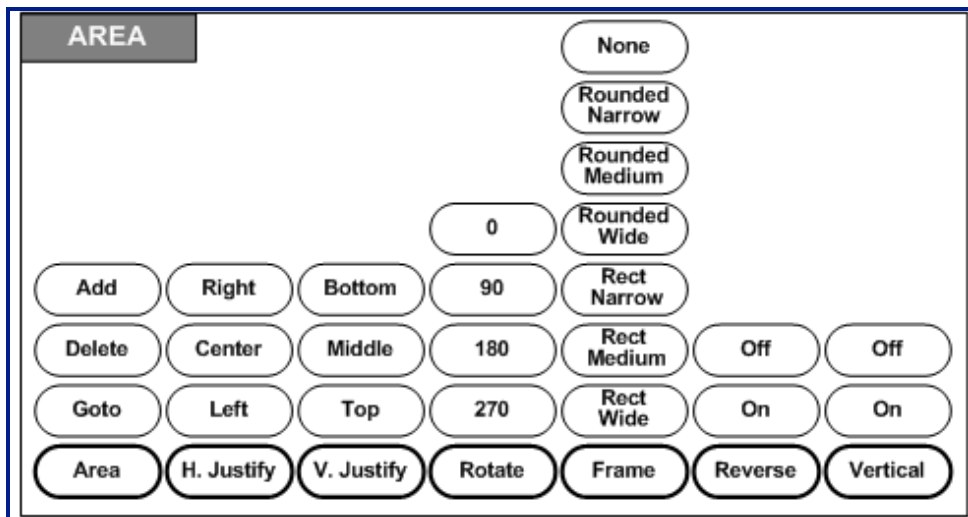 AREA
None
Rounded
Narrow
Rounded
Medium
0
Rounded
Wide
Add
Right
Bottom
90
Rect
Narrow
Delete
Center
Middle
180
Rect
Medium
Off
Off
Goto
Left
Top
270
Rect
Wide
On
On
Area
H. Justify
V. Justify
Rotate
Frame
Reverse
Vertical